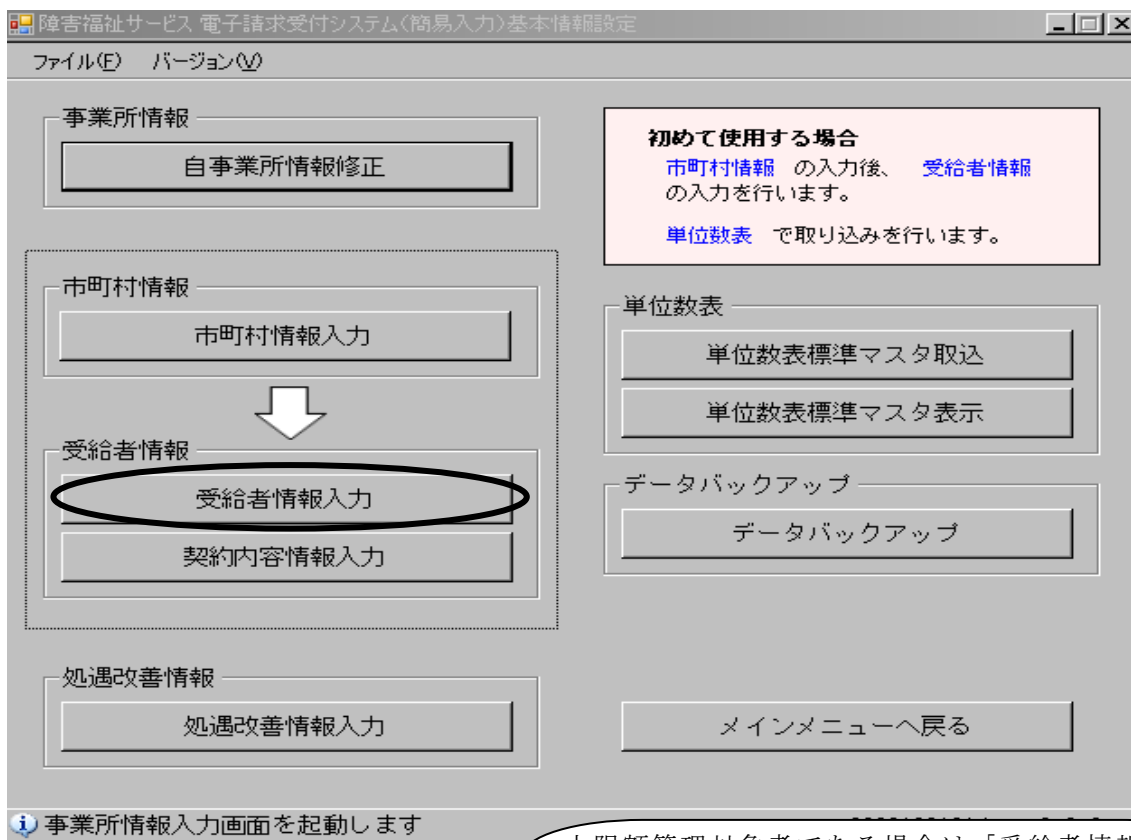 障害福祉サービス 電子請求受付システム(簡易入力)基本情報設定
ファイル(F) バージョン(V)
事業所情報
自事業所情報修正
市町村情報
市町村情報入力
受給者情報
受給者情報入力
契約内容情報入力
処遇改善情報
処遇改善情報入力
初めて使用する場合
市町村情報 の入力後、 受給者情報
の入力を行います。
単位数表 で取り込みを行います。
単位数表
単位数表標準マスタ取込
単位数表標準マスタ表示
データバックアップ
データバックアップ
メインメニューへ戻る
事業所情報入力画面を起動します